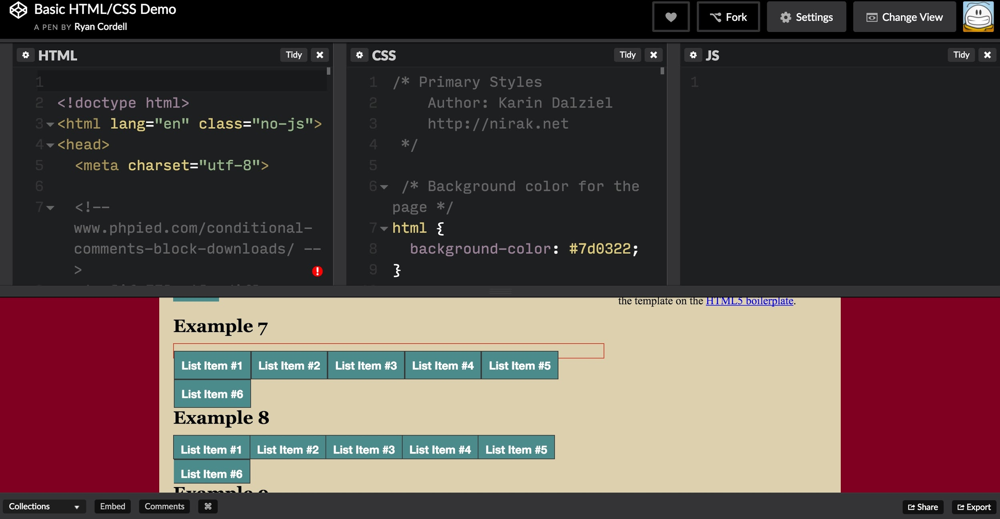 Basic HTML/CSS Demo
A PEN BY Ryan Cordell
Fork
Settings
Change View
HTML
Tidy
1
2 <!doctype html>
3 <html lang="en" class="no-js">
4 <head>
5 <meta charset="utf-8">
6
7 <!--
www.phpied.com/conditional-
comments-block-downloads/ --
>
CSS
Tidy
1 /* Primary Styles
2 Author: Karin Dalziel
3 http://nirak.net
4 */
5
6 /* Background color for the
page */
7 html {
8 background-color: #7d0322;
9 }
JS
Tidy
1
the template on the HTML5 boilerplate.
Example 7
List Item #1 List Item #2 List Item #3 List Item #4 List Item #5
List Item #6
Example 8
List Item #1 List Item #2 List Item #3 List Item #4 List Item #5
List Item #6
Example 9
Collections Embed Comments ⌘ Share Export